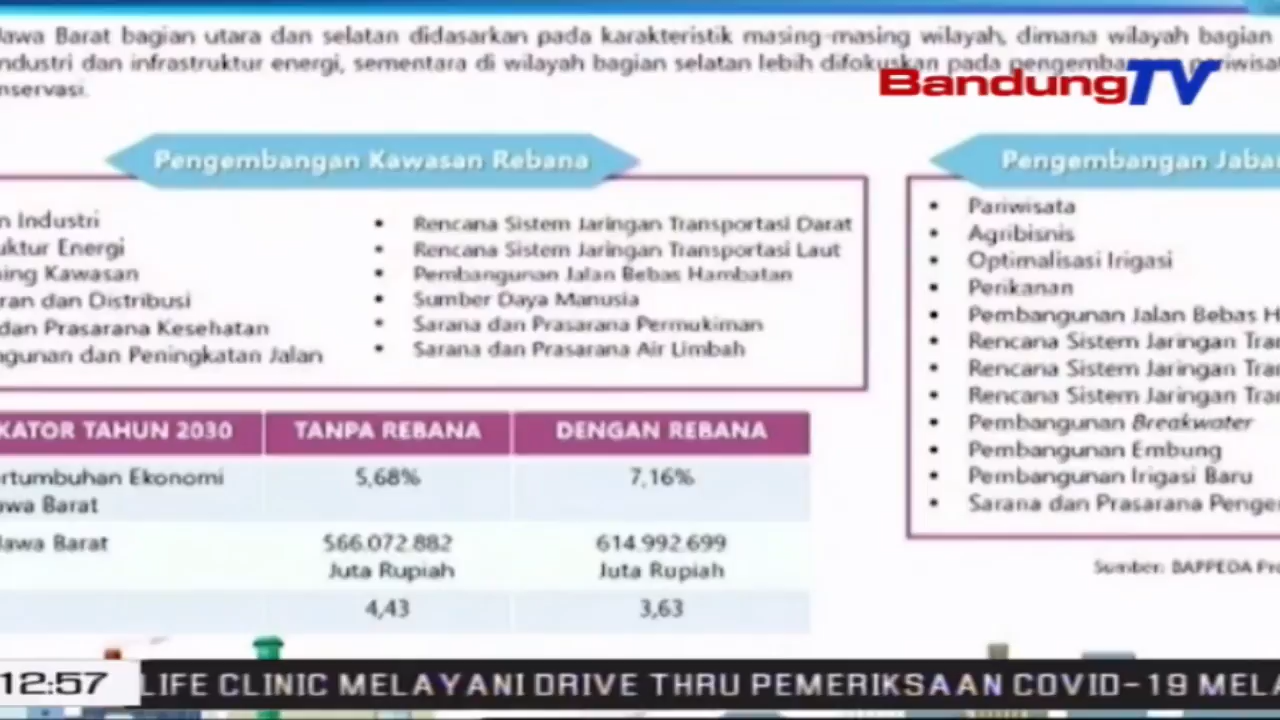 Jawa Barat bagian utara dan selatan didasarkan pada karakteristik masing-masing wilayah, dimana wilayah bagian
ndustri dan infrastruktur energi, sementara di wilayah bagian selatan lebih difokuskan pada pengembangan pariwisat
nservasi.
BandungTV
Pengembangan Kawasan Rebana
n Industri
uktur Energi
ing Kawasan
ran dan Distribusi
dan Prasarana Kesehatan
gunan dan Peningkatan Jalan
• Rencana Sistem Jaringan Transportasi Darat
• Rencana Sistem Jaringan Transportasi Laut
• Pembangunan Jalan Bebas Hambatan
• Sumber Daya Manusia
• Sarana dan Prasarana Permukiman
• Sarana dan Prasarana Air Limbah
Pengembangan Jaba
• Pariwisata
• Agribisnis
• Optimalisasi Irigasi
• Perikanan
• Pembangunan Jalan Bebas H
• Rencana Sistem Jaringan Tra
• Rencana Sistem Jaringan Tra
• Rencana Sistem Jaringan Tra
• Pembangunan Breakwater
• Pembangunan Embung
• Pembangunan Irigasi Baru
• Sarana dan Prasarana Penge
Sumber: BAPPEDA Pro
KATOR TAHUN 2030 TANPA REBANA DENGAN REBANA
rtumbuhan Ekonomi 5,68% 7,16%
awa Barat
Jawa Barat 566.072.882 614.992.699
Juta Rupiah Juta Rupiah
4,43 3,63
12:57 LIFE CLINIC MELAYANI DRIVE THRU PEMERIKSAAN COVID-19 MELA